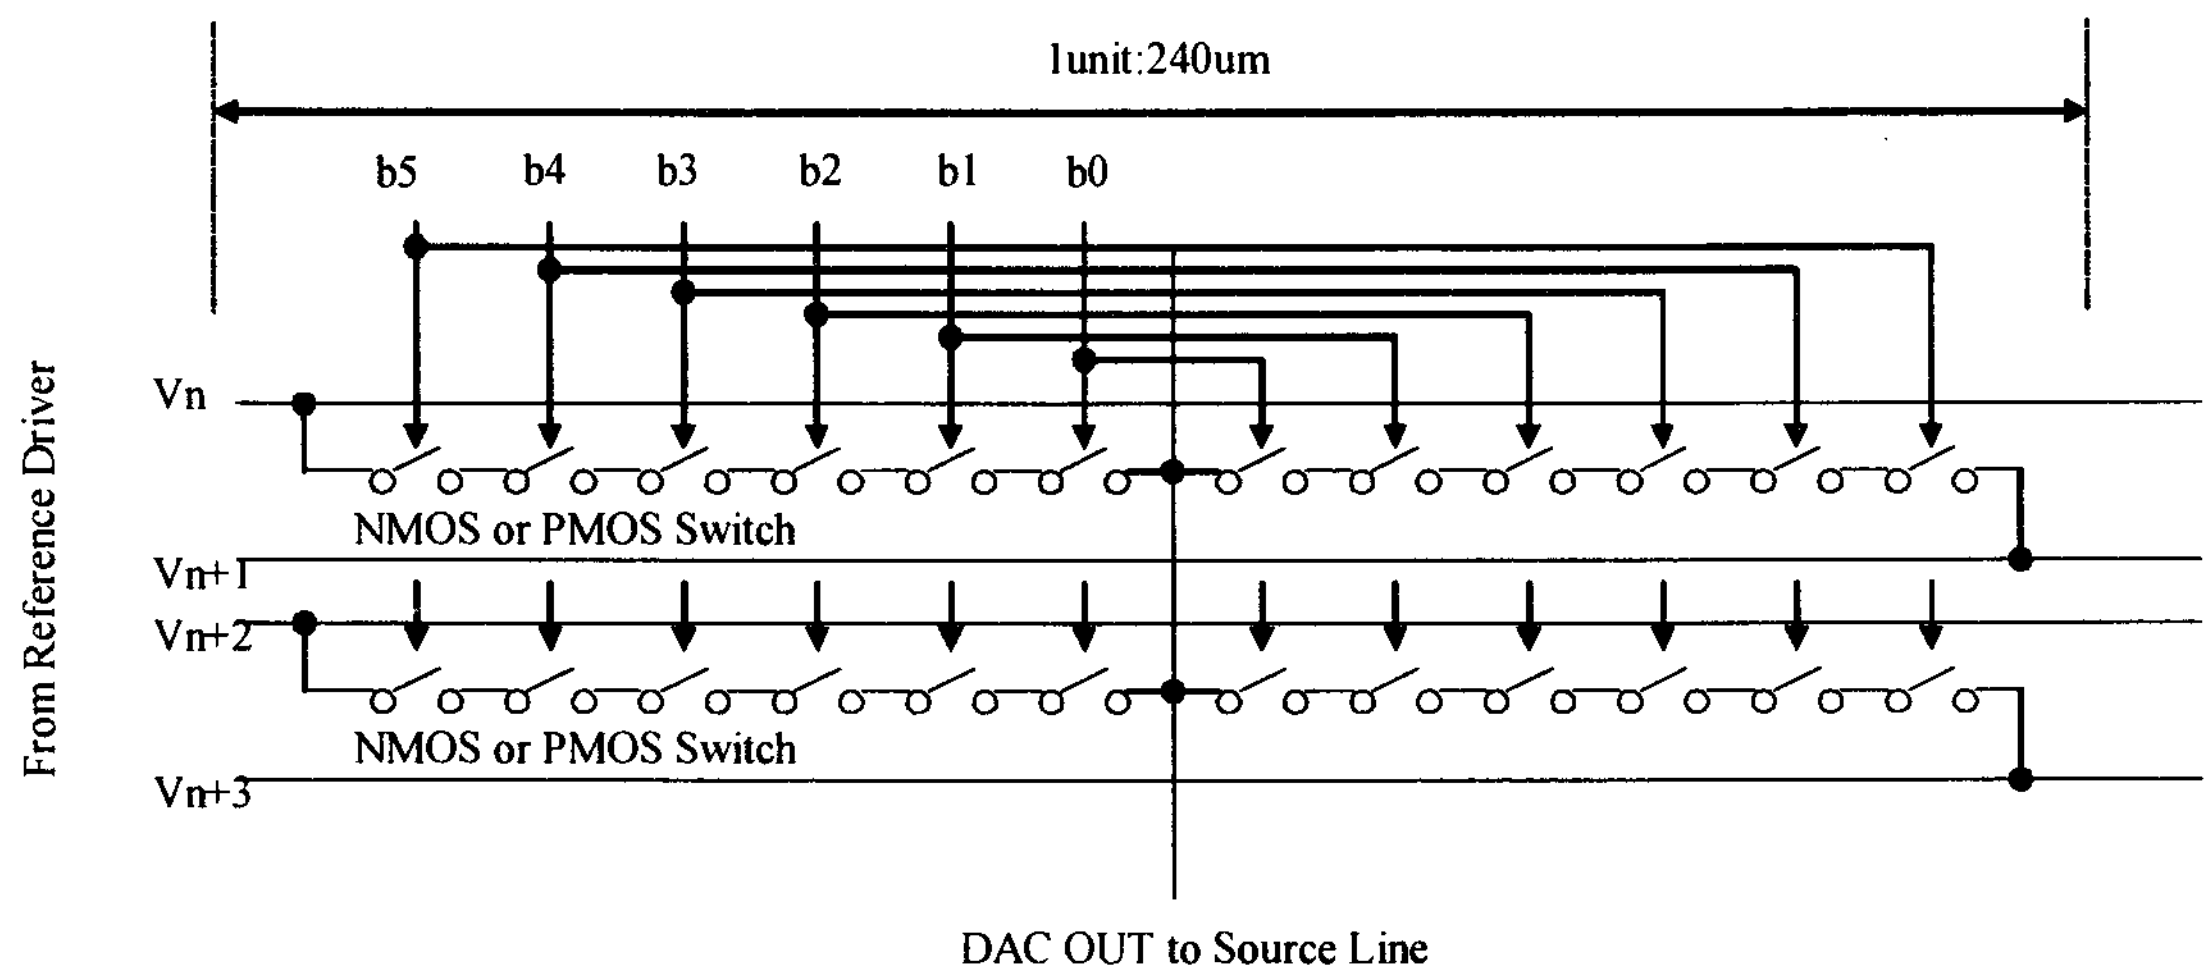 1unit:240um
b5 b4 b3 b2 b1 b0
From Reference Driver
Vn
NMOS or PMOS Switch
Vn+1
Vn+2
NMOS or PMOS Switch
Vn+3
DAC OUT to Source Line